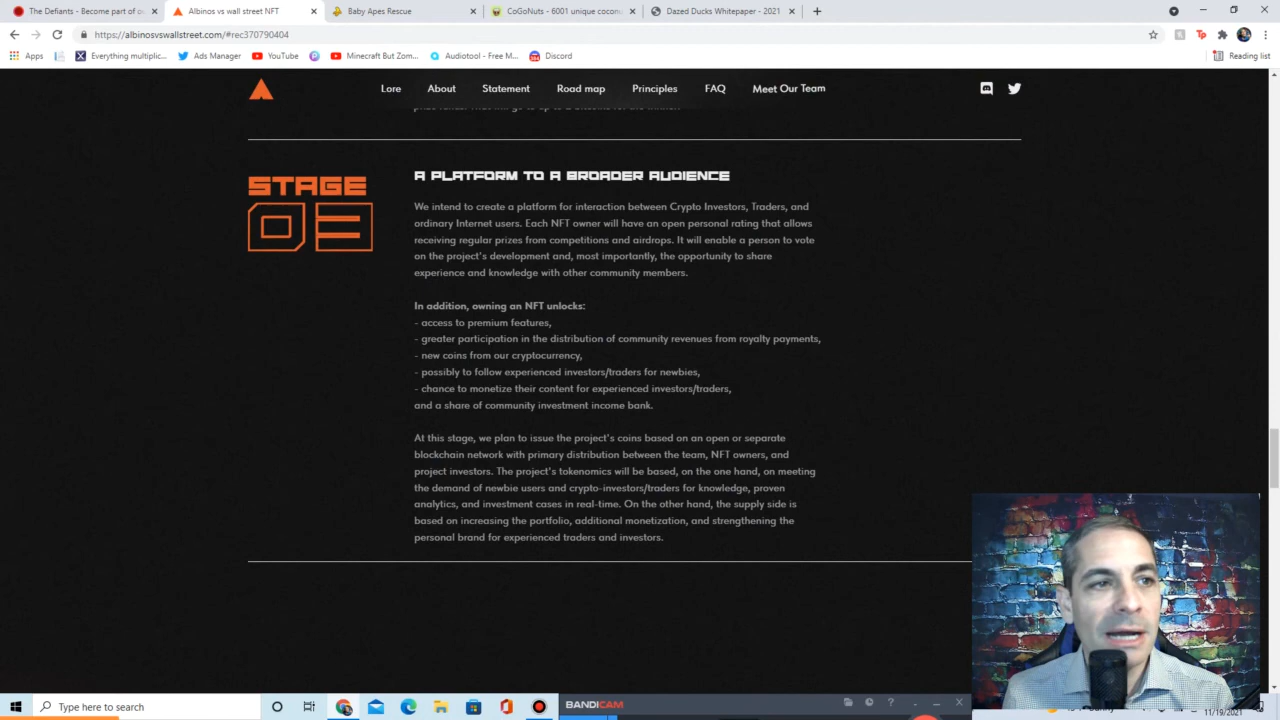 The Defiants - Become part of ow
Albinos vs wall street NFT
Baby Apes Rescue
CoGoNuts - 6001 unique coconu
Dazed Ducks Whitepaper - 2021
https://albinosvswallstreet.com/#rec370790404
Apps
Everything multiplic...
Ads Manager
YouTube
Minecraft But Zom...
Audiotool - Free M...
Discord
Reading list
Lore
About
Statement
Road map
Principles
FAQ
Meet Our Team
STAGE
03
A PLATFORM TO A BROADER AUDIENCE
We intend to create a platform for interaction between Crypto Investors, Traders, and
ordinary Internet users. Each NFT owner will have an open personal rating that allows
receiving regular prizes from competitions and airdrops. It will enable a person to vote
on the project's development and, most importantly, the opportunity to share
experience and knowledge with other community members.
In addition, owning an NFT unlocks:
- access to premium features,
- greater participation in the distribution of community revenues from royalty payments,
- new coins from our cryptocurrency,
- possibly to follow experienced investors/traders for newbies,
- chance to monetize their content for experienced investors/traders,
and a share of community investment income bank.
At this stage, we plan to issue the project's coins based on an open or separate
blockchain network with primary distribution between the team, NFT owners, and
project investors. The project's tokenomics will be based, on the one hand, on meeting
the demand of newbie users and crypto-investors/traders for knowledge, proven
analytics, and investment cases in real-time. On the other hand, the supply side is
based on increasing the portfolio, additional monetization, and strengthening the
personal brand for experienced traders and investors.
Type here to search
BANDICAM
11/19/2021